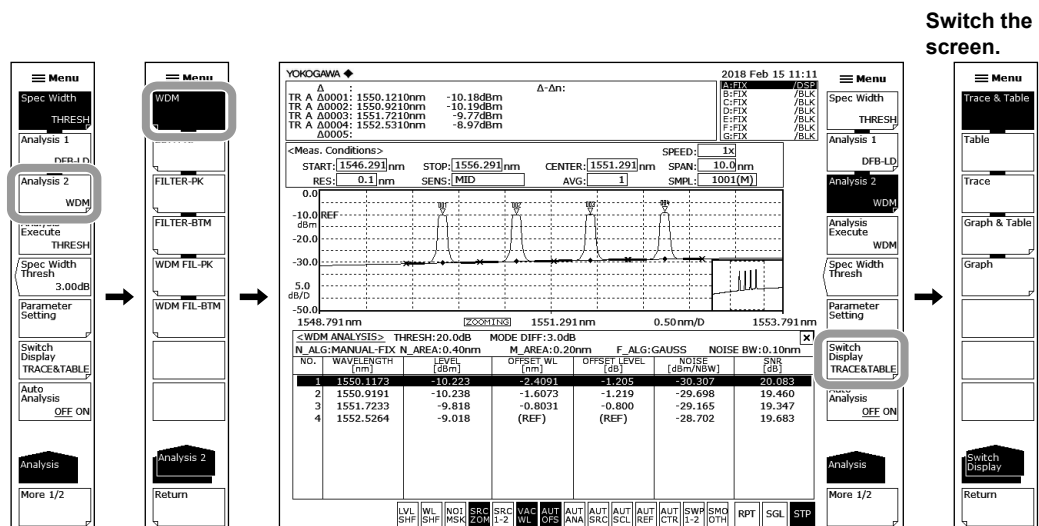 Switch the
screen.
Menu
Spec Width
THRESH
Analysis 1
DFB-LD
Analysis 2
WDM
Analysis
Execute
THRESH
Spec Width
Thresh
3.00dB
Parameter
Setting
Switch
Display
TRACE&TABLE
Auto
Analysis
OFF ON
Analysis
More 1/2
Menu
WDM
FILTER-PK
FILTER-BTM
WDM FIL-PK
WDM FIL-BTM
Analysis 2
Return
YOKOGAWA
2018 Feb 15 11:11
Δ : Δ-Δn:
TR A Δ0001: 1550.1210nm -10.18dBm
TR A Δ0002: 1550.9210nm -10.19dBm
TR A Δ0003: 1551.7210nm -9.77dBm
TR A Δ0004: 1552.5310nm -8.97dBm
Δ0005:
A:FIX /DSP
B:FIX /BLK
C:FIX /BLK
D:FIX /BLK
E:FIX /BLK
F:FIX /BLK
G:FIX /BLK
<Meas. Conditions> SPEED: 1x
START: 1546.291 nm STOP: 1556.291 nm CENTER: 1551.291 nm SPAN: 10.0 nm
RES: 0.1 nm SENS: MID AVG: 1 SMPL: 1001(M)
0.0
-10.0 REF
dBm
-20.0
-30.0
5.0
dB/D
-50.0
001 002 003 004
1548.791 nm ZOOMING 1551.291 nm 0.50 nm/D 1553.791 nm
<WDM ANALYSIS> THRESH:20.0dB MODE DIFF:3.0dB
N_ALG:MANUAL-FIX N_AREA:0.40nm M_AREA:0.20nm F_ALG:GAUSS NOISE BW:0.10nm
NO. WAVELENGTH LEVEL OFFSET WL OFFSET LEVEL NOISE SNR
[nm] [dBm] [nm] [dB] [dBm/NBW] [dB]
1 1550.1173 -10.223 -2.4091 -1.205 -30.307 20.083
2 1550.9191 -10.238 -1.6073 -1.219 -29.698 19.460
3 1551.7233 -9.818 -0.8031 -0.800 -29.165 19.347
4 1552.5264 -9.018 (REF) (REF) -28.702 19.683
LVL WL NOI SRC SRC VAC AUT AUT AUT AUT AUT AUT SWP SMO RPT SGL STP
SHF SHF MSK ZOM 1-2 WL OFS ANA SRC SCL REF CTR 1-2 OTH
Menu
Spec Width
THRESH
Analysis 1
DFB-LD
Analysis 2
WDM
Analysis
Execute
WDM
Spec Width
Thresh
Parameter
Setting
Switch
Display
TRACE&TABLE
Auto
Analysis
OFF ON
Analysis
More 1/2
Menu
Trace & Table
Table
Trace
Graph & Table
Graph
Switch
Display
Return